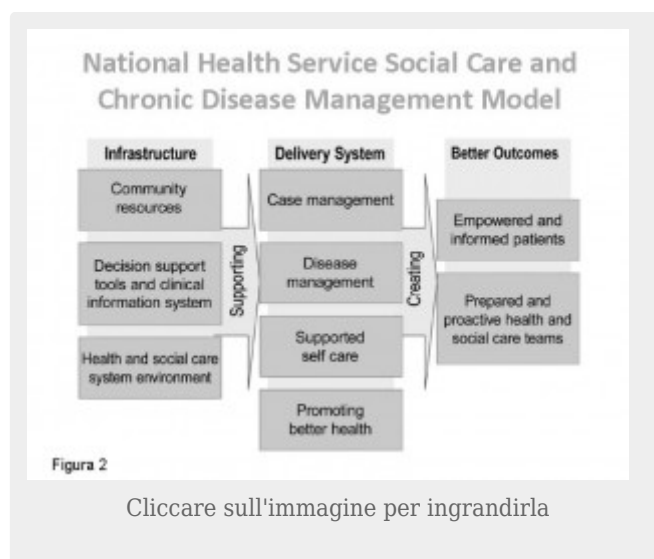 National Health Service Social Care and
Chronic Disease Management Model
Infrastructure
Community
resources
Decision support
tools and clinical
information system
Health and social care
system environment
Supporting
Delivery System
Case management
Disease
management
Supported
self care
Promoting
better health
Creating
Better Outcomes
Empowered and
informed patients
Prepared and
proactive health and
social care teams
Figura 2
Cliccare sull'immagine per ingrandirla